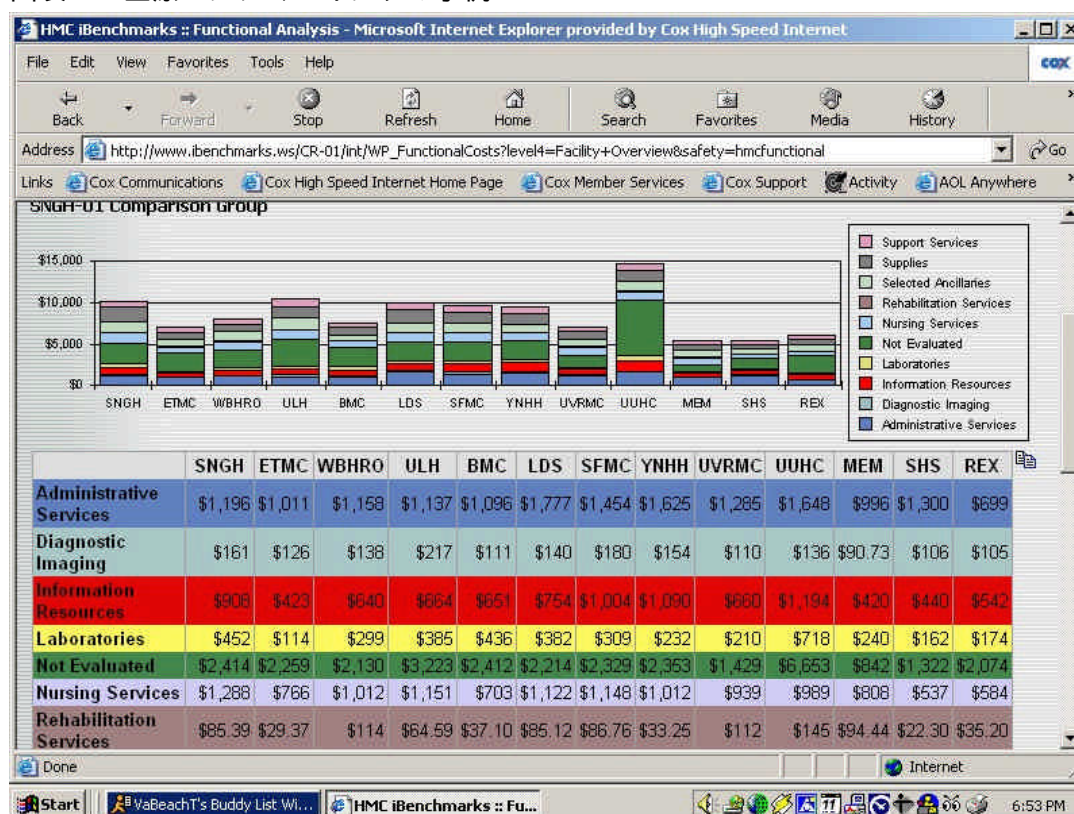 HMC iBenchmarks :: Functional Analysis - Microsoft Internet Explorer provided by Cox High Speed Internet
File Edit View Favorites Tools Help
cox
Back Forward Stop Refresh Home Search Favorites Media History
Address http://www.ibenchmarks.ws/CR-01/int/WP_FunctionalCosts?level4=Facility+Overview&safety=hmcfunctional Go
Links Cox Communications Cox High Speed Internet Home Page Cox Member Services Cox Support Activity AOL Anywhere
SNGH-01 Comparison Group
$15,000
$10,000
$5,000
$0
SNGH ETMC WBHRO ULH BMC LDS SFMC YNHH UVRMC UUHC MEM SHS REX
Support Services
Supplies
Selected Ancillaries
Rehabilitation Services
Nursing Services
Not Evaluated
Laboratories
Information Resources
Diagnostic Imaging
Administrative Services
SNGH ETMC WBHRO ULH BMC LDS SFMC YNHH UVRMC UUHC MEM SHS REX
Administrative Services $1,196 $1,011 $1,158 $1,137 $1,096 $1,777 $1,454 $1,625 $1,285 $1,648 $996 $1,300 $699
Diagnostic Imaging $161 $126 $138 $217 $111 $140 $180 $154 $110 $136 $90.73 $106 $105
Information Resources $908 $423 $640 $664 $651 $754 $1,004 $1,090 $660 $1,194 $420 $440 $542
Laboratories $452 $114 $299 $385 $436 $382 $309 $232 $210 $718 $240 $162 $174
Not Evaluated $2,414 $2,259 $2,130 $3,223 $2,412 $2,214 $2,329 $2,353 $1,429 $6,653 $842 $1,322 $2,074
Nursing Services $1,288 $766 $1,012 $1,151 $703 $1,122 $1,148 $1,012 $939 $989 $808 $537 $584
Rehabilitation Services $85.39 $29.37 $114 $64.59 $37.10 $85.12 $86.76 $33.25 $112 $145 $94.44 $22.30 $35.20
Done Internet
Start VaBeachT's Buddy List Wi... HMC iBenchmarks :: Fu... 6:53 PM